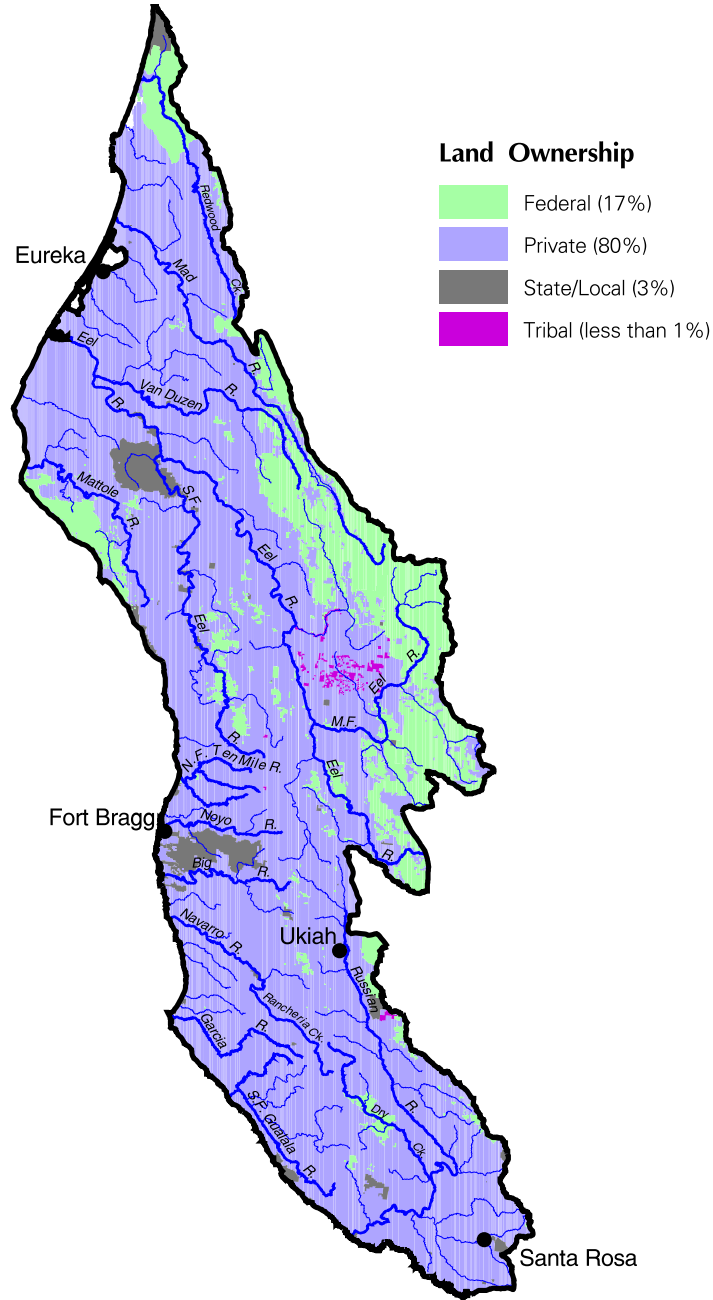 Land Ownership
Federal (17%)
Private (80%)
State/Local (3%)
Tribal (less than 1%)
Redwood
Ck.
Eureka
Mad
R.
Eel
R.
Van Duzen
R.
Mattole
R.
S.F.
Eel
R.
Eel
R.
Eel
R.
M.F.
N.F. Ten Mile R.
Eel
R.
Fort Bragg
Noyo
R.
Big
R.
Navarro
R.
Ukiah
Russian
R.
Rancheria Ck.
Garcia
R.
Dry
Ck.
S.F. Gualala
R.
Santa Rosa